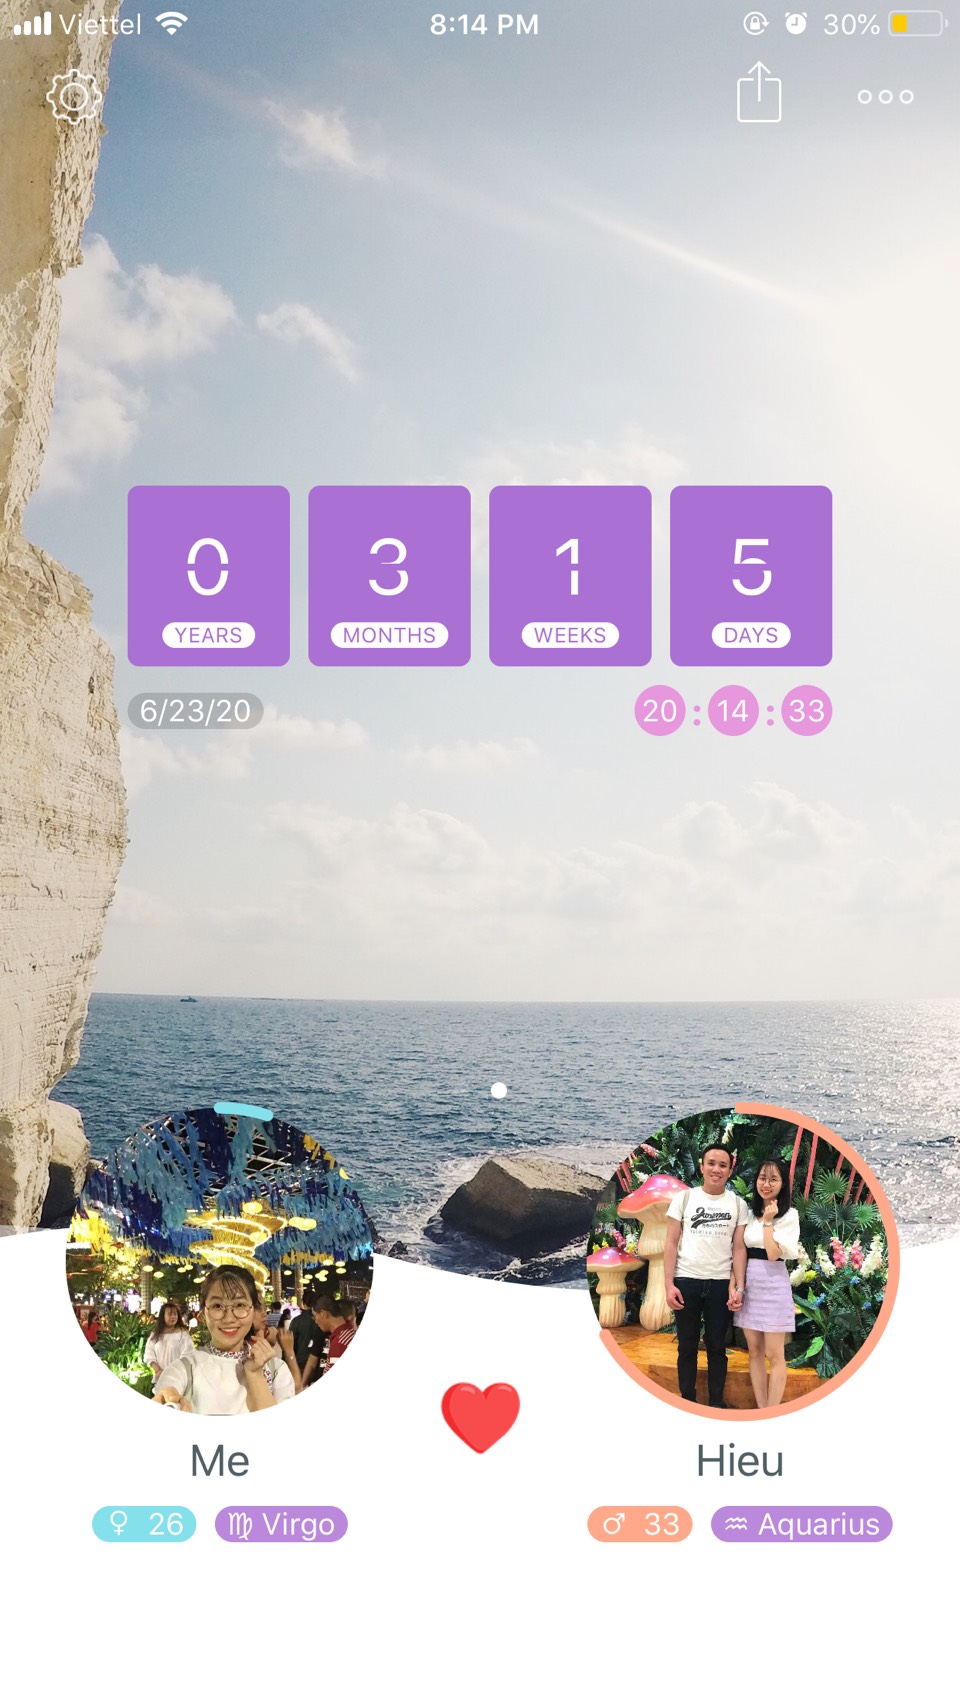 Viettel 8:14 PM 30%
0 3 1 5
YEARS MONTHS WEEKS DAYS
6/23/20 20 : 14 : 33
Me Hieu
♀ 26 ♍ Virgo ♂ 33 ♒ Aquarius